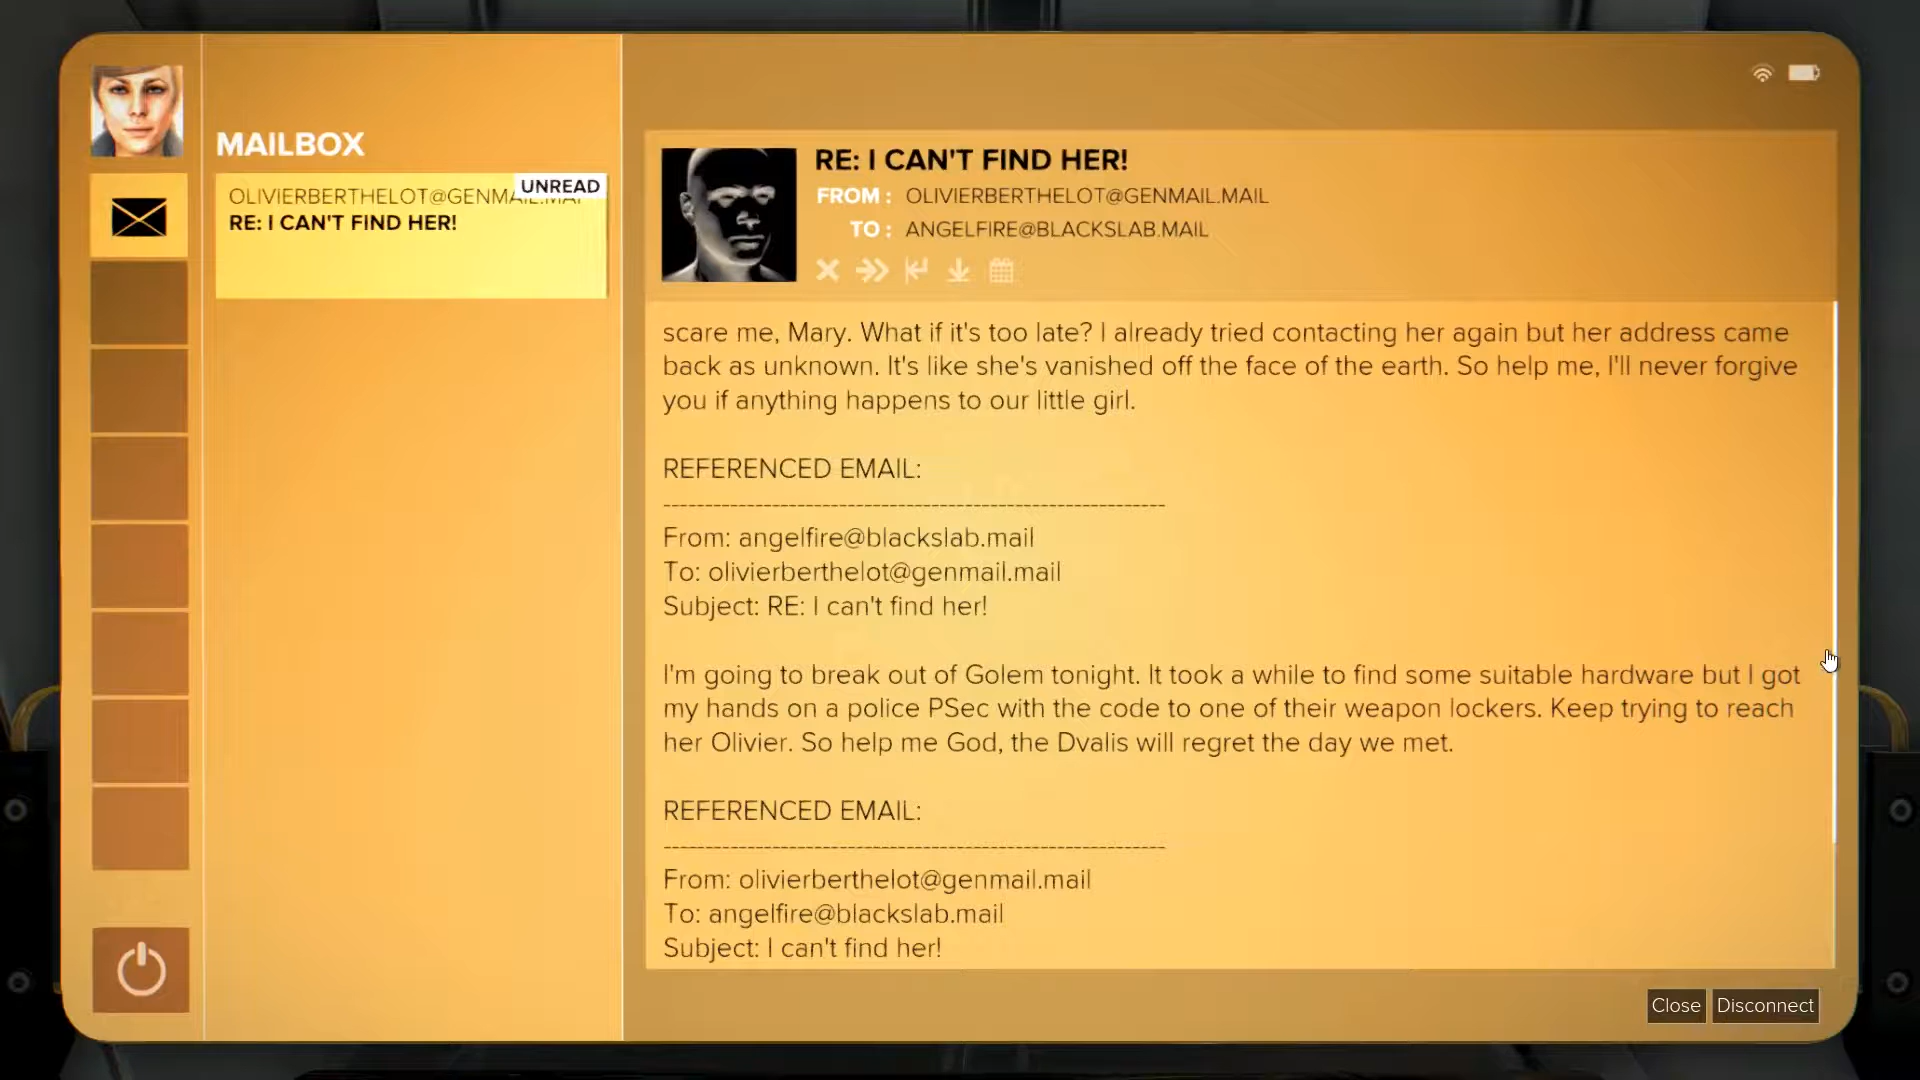 MAILBOX
OLIVIERBERTHELOT@GENMAIL.MAI
UNREAD
RE: I CAN'T FIND HER!
RE: I CAN'T FIND HER!
FROM : OLIVIERBERTHELOT@GENMAIL.MAIL
TO : ANGELFIRE@BLACKSLAB.MAIL
scare me, Mary. What if it's too late? I already tried contacting her again but her address came
back as unknown. It's like she's vanished off the face of the earth. So help me, I'll never forgive
you if anything happens to our little girl.
REFERENCED EMAIL:
------------------------------------------------------------
From: angelfire@blackslab.mail
To: olivierberthelot@genmail.mail
Subject: RE: I can't find her!
I'm going to break out of Golem tonight. It took a while to find some suitable hardware but I got
my hands on a police PSec with the code to one of their weapon lockers. Keep trying to reach
her Olivier. So help me God, the Dvalis will regret the day we met.
REFERENCED EMAIL:
------------------------------------------------------------
From: olivierberthelot@genmail.mail
To: angelfire@blackslab.mail
Subject: I can't find her!
Close Disconnect